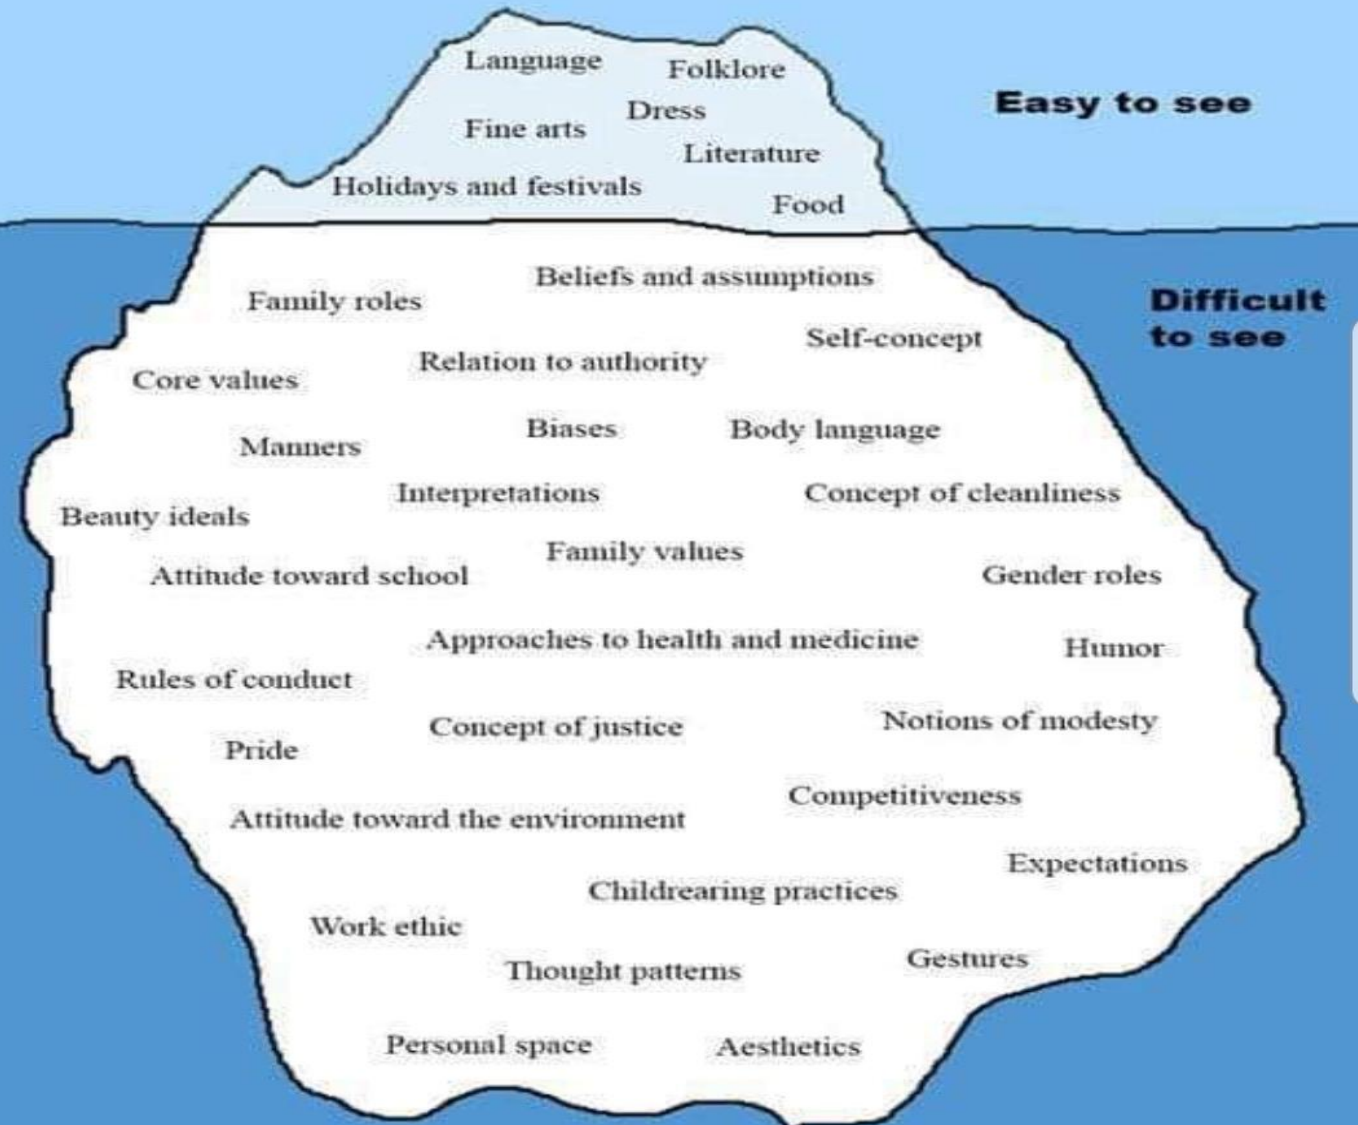 Language
Folklore
Easy to see
Dress
Fine arts
Literature
Holidays and festivals
Food
Beliefs and assumptions
Family roles
Difficult
to see
Self-concept
Relation to authority
Core values
Biases
Body language
Manners
Interpretations
Concept of cleanliness
Beauty ideals
Family values
Attitude toward school
Gender roles
Approaches to health and medicine
Humor
Rules of conduct
Notions of modesty
Concept of justice
Pride
Competitiveness
Attitude toward the environment
Expectations
Childrearing practices
Work ethic
Gestures
Thought patterns
Personal space
Aesthetics